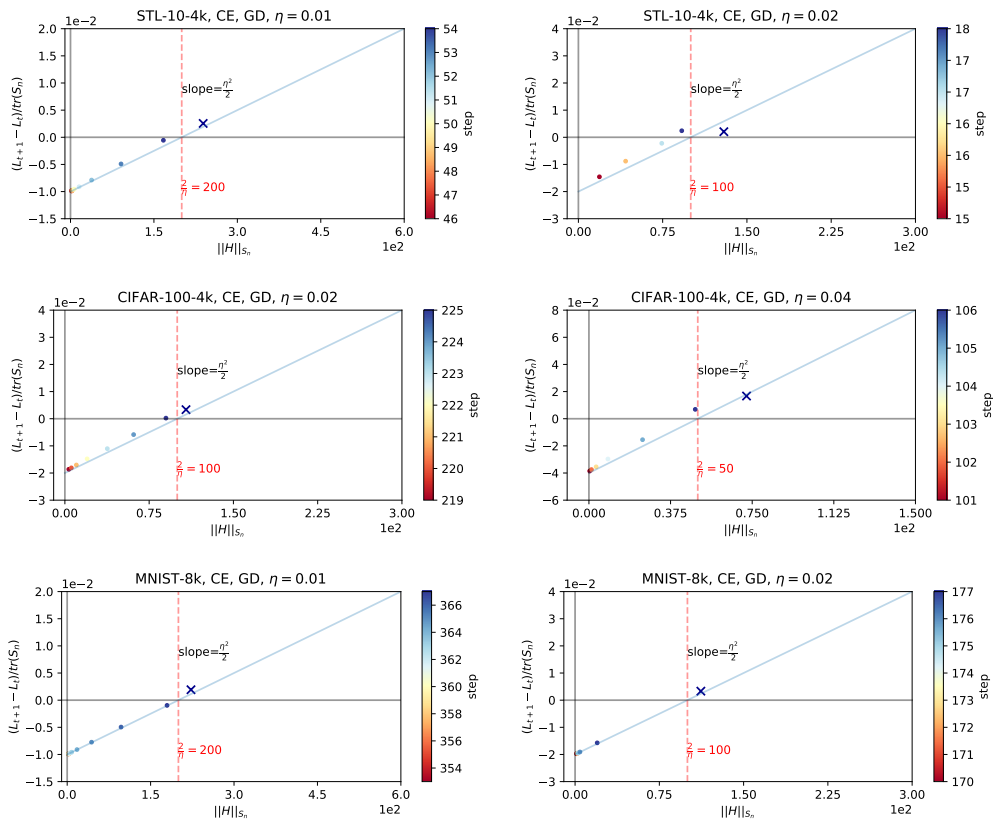 STL-10-4k, CE, GD, η = 0.01
1e−2
2.0
1.5
1.0
0.5
0.0
−0.5
−1.0
−1.5
(L_{t+1} − L_t)/tr(S_n)
slope=η²/2
2/η = 200
0.0 1.5 3.0 4.5 6.0
1e2
||H||_{S_n}
54
53
52
51
50
49
48
47
46
step
STL-10-4k, CE, GD, η = 0.02
1e−2
4
3
2
1
0
−1
−2
−3
(L_{t+1} − L_t)/tr(S_n)
slope=η²/2
2/η = 100
0.00 0.75 1.50 2.25 3.00
1e2
||H||_{S_n}
18
18
17
17
16
16
15
15
step
CIFAR-100-4k, CE, GD, η = 0.02
1e−2
4
3
2
1
0
−1
−2
−3
(L_{t+1} − L_t)/tr(S_n)
slope=η²/2
2/η = 100
0.00 0.75 1.50 2.25 3.00
1e2
||H||_{S_n}
225
224
223
222
221
220
219
step
CIFAR-100-4k, CE, GD, η = 0.04
1e−2
8
6
4
2
0
−2
−4
−6
(L_{t+1} − L_t)/tr(S_n)
slope=η²/2
2/η = 50
0.000 0.375 0.750 1.125 1.500
1e2
||H||_{S_n}
106
105
104
103
102
101
step
MNIST-8k, CE, GD, η = 0.01
1e−2
2.0
1.5
1.0
0.5
0.0
−0.5
−1.0
−1.5
(L_{t+1} − L_t)/tr(S_n)
slope=η²/2
2/η = 200
0.0 1.5 3.0 4.5 6.0
1e2
||H||_{S_n}
366
364
362
360
358
356
354
step
MNIST-8k, CE, GD, η = 0.02
1e−2
4
3
2
1
0
−1
−2
−3
(L_{t+1} − L_t)/tr(S_n)
slope=η²/2
2/η = 100
0.00 0.75 1.50 2.25 3.00
1e2
||H||_{S_n}
177
176
175
174
173
172
171
170
step